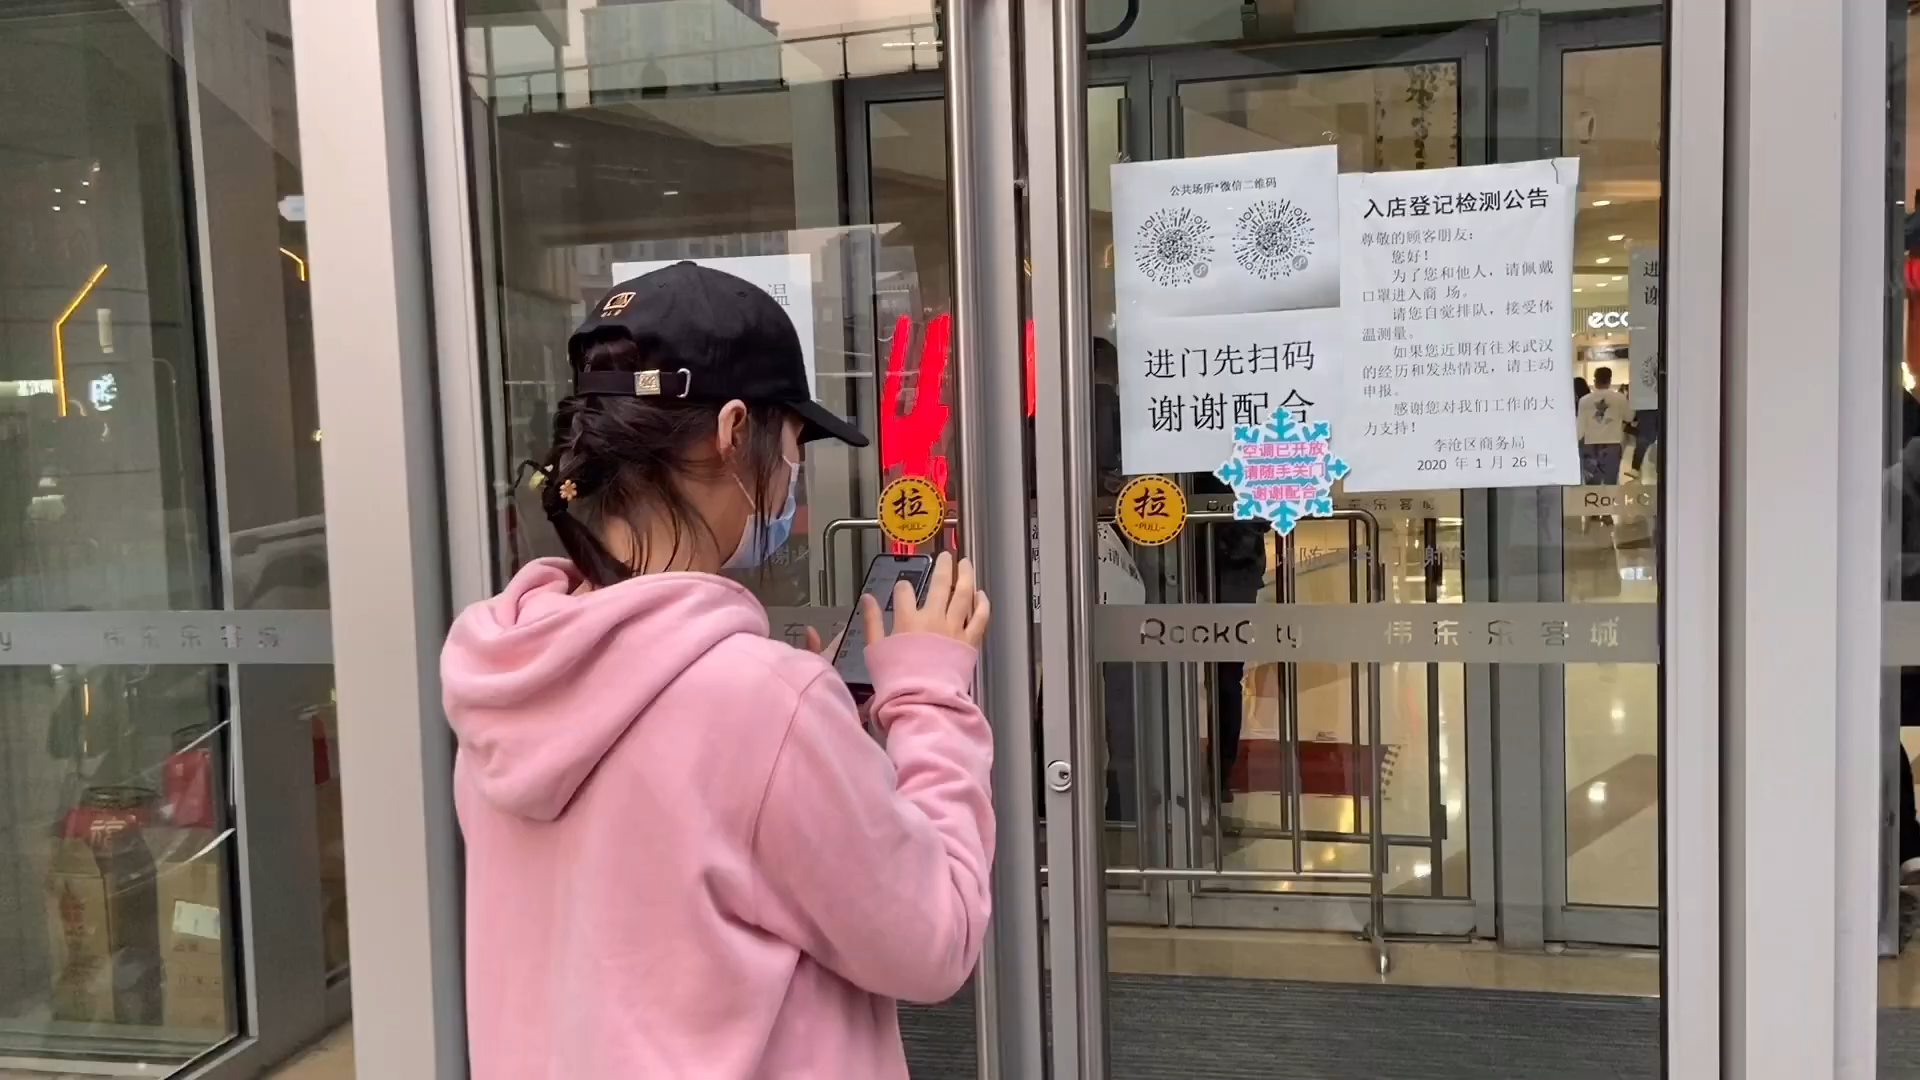 公共场所*微信二维码
进门先扫码
谢谢配合
入店登记检测公告
尊敬的顾客朋友：
您好！
为了您和他人，请佩戴
口罩进入商 场。
请您自觉排队，接受体
温测量。
如果您近期有往来武汉
的经历和发热情况，请主动
申报。
感谢您对我们工作的大
力支持！
李沧区商务局
2020 年 1 月 26 日
空调已开放
请随手关门
谢谢配合
温
拉
PULL
拉
PULL
eco
RockC
RockC ty 伟东·乐客城
伟东乐客城